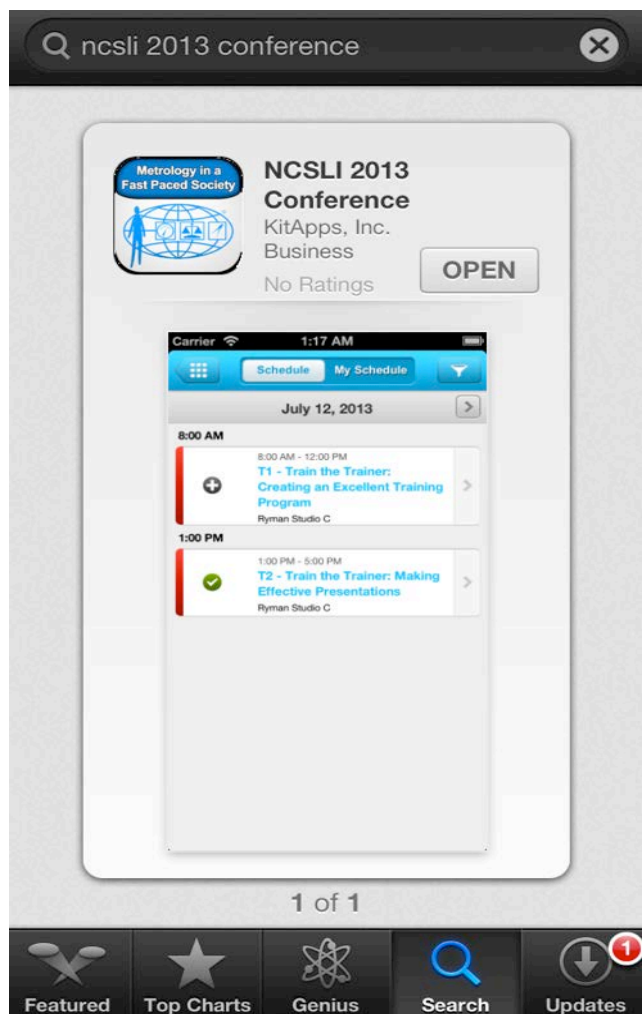 ncsli 2013 conference
Metrology in a
Fast Paced Society
NCSLI 2013
Conference
KitApps, Inc.
Business
No Ratings
OPEN
Carrier 1:17 AM
Schedule My Schedule
July 12, 2013
8:00 AM
8:00 AM - 12:00 PM
T1 - Train the Trainer:
Creating an Excellent Training
Program
Ryman Studio C
1:00 PM
1:00 PM - 5:00 PM
T2 - Train the Trainer: Making
Effective Presentations
Ryman Studio C
1 of 1
1
Featured Top Charts Genius Search Updates